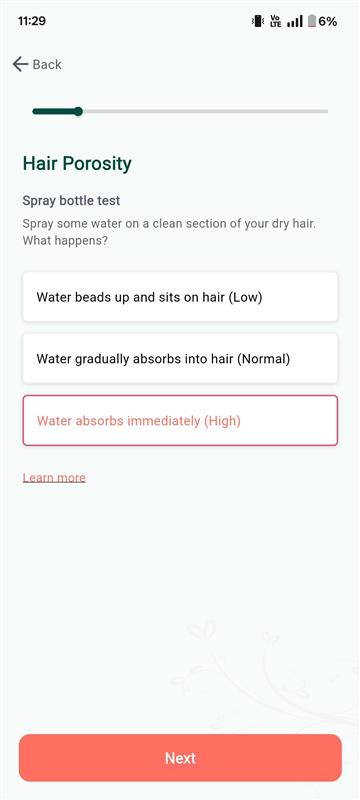 11:29
Vo
LTE
6%
Back
Hair Porosity
Spray bottle test
Spray some water on a clean section of your dry hair.
What happens?
Water beads up and sits on hair (Low)
Water gradually absorbs into hair (Normal)
Water absorbs immediately (High)
Learn more
Next